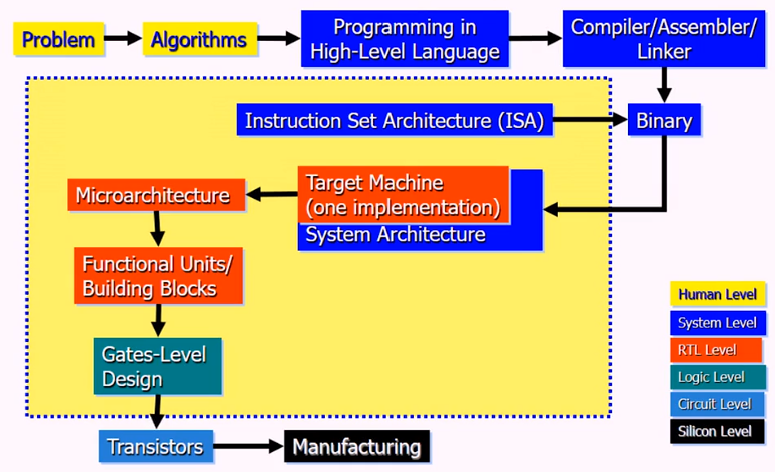 Problem
Algorithms
Programming in
High-Level Language
Compiler/Assembler/
Linker
Instruction Set Architecture (ISA)
Binary
Target Machine
(one implementation)
System Architecture
Microarchitecture
Functional Units/
Building Blocks
Gates-Level
Design
Transistors
Manufacturing
Human Level
System Level
RTL Level
Logic Level
Circuit Level
Silicon Level